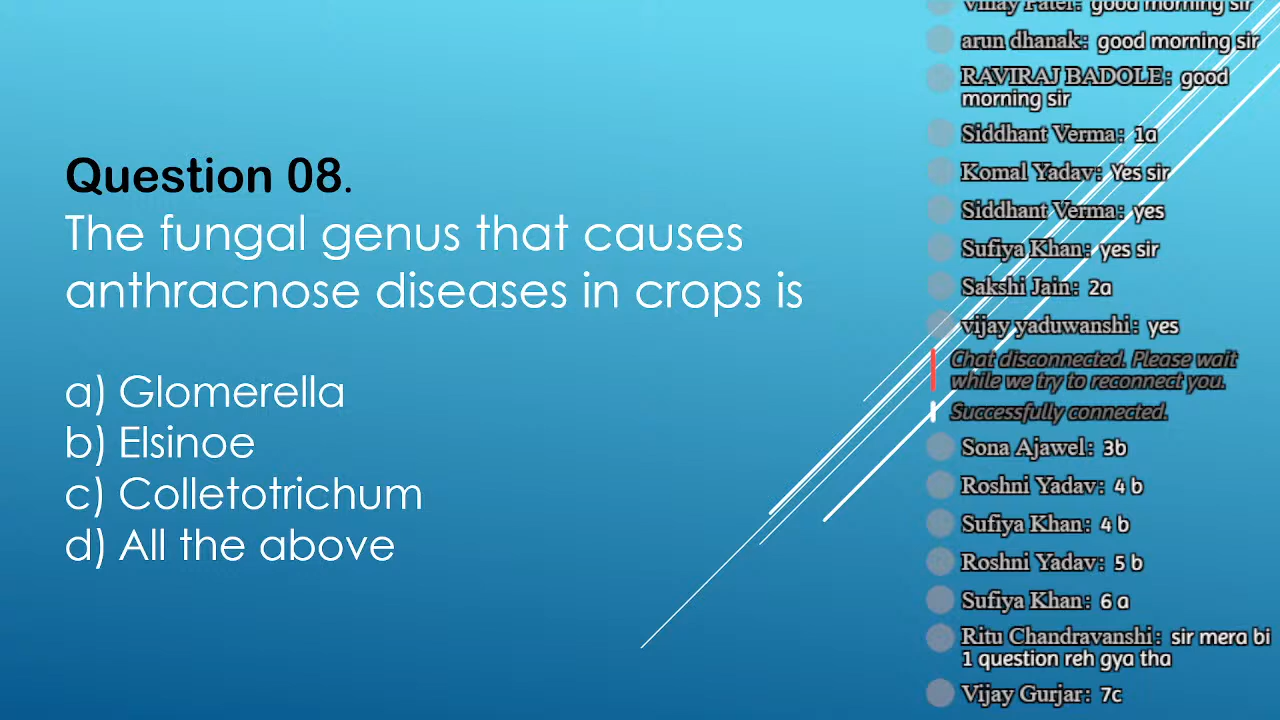 Question 08.
The fungal genus that causes
anthracnose diseases in crops is
a) Glomerella
b) Elsinoe
c) Colletotrichum
d) All the above
Vinay Patel: good morning sir
arun dhanak: good morning sir
RAVIRAJ BADOLE: good
morning sir
Siddhant Verma: 1a
Komal Yadav: Yes sir
Siddhant Verma: yes
Sufiya Khan: yes sir
Sakshi Jain: 2a
vijay yaduwanshi: yes
Chat disconnected. Please wait
while we try to reconnect you.
Successfully connected.
Sona Ajawel: 3b
Roshni Yadav: 4 b
Sufiya Khan: 4 b
Roshni Yadav: 5 b
Sufiya Khan: 6 a
Ritu Chandravanshi: sir mera bi
1 question reh gya tha
Vijay Gurjar: 7c